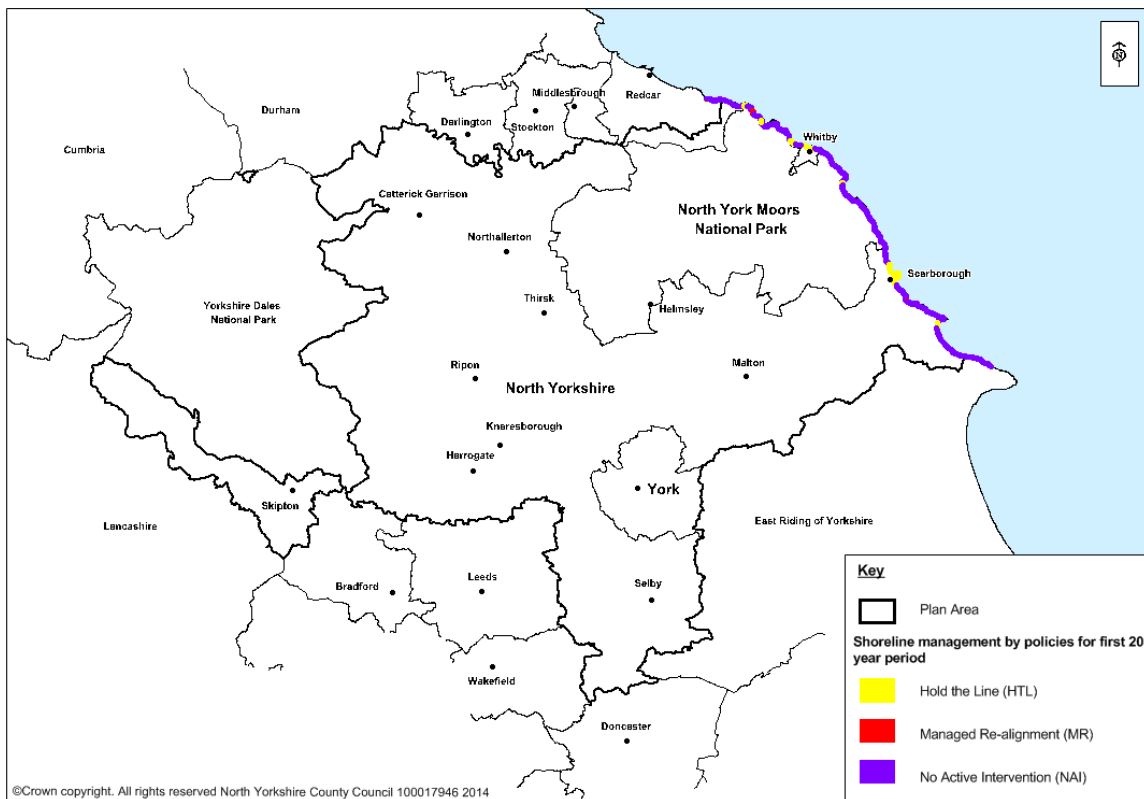 N
Durham
Cumbria
Middlesbrough
Redcar
Darlington
Stockton
Whitby
Catterick Garrison
North York Moors
National Park
Northallerton
Scarborough
Yorkshire Dales
National Park
Thirsk
Helmsley
Ripon
North Yorkshire
Malton
Knaresborough
Harrogate
York
Skipton
Lancashire
East Riding of Yorkshire
Bradford
Leeds
Selby
Wakefield
Doncaster
Key
Plan Area
Shoreline management by policies for first 20
year period
Hold the Line (HTL)
Managed Re-alignment (MR)
No Active Intervention (NAI)
©Crown copyright. All rights reserved North Yorkshire County Council 100017946 2014